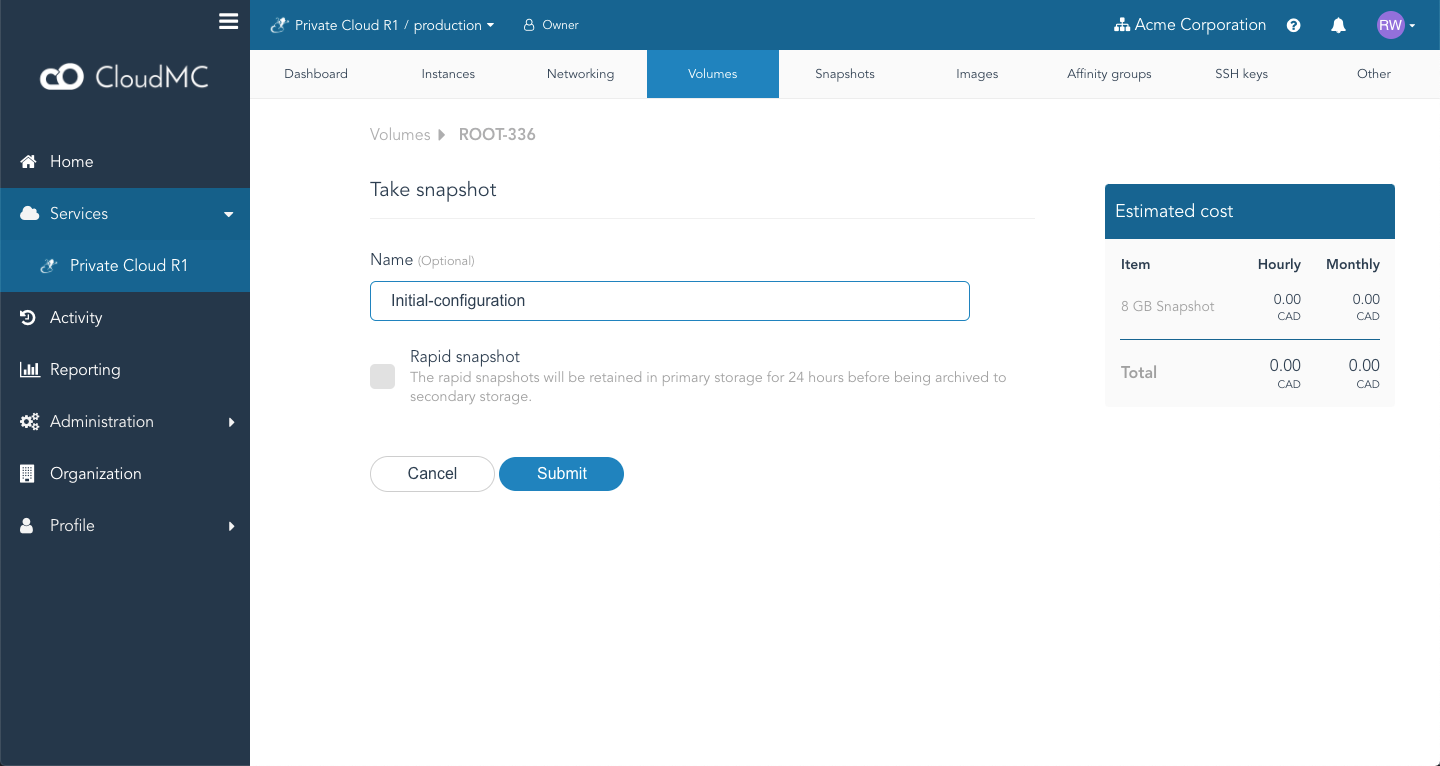 Private Cloud R1 / production
Owner
Acme Corporation
RW
CloudMC
Dashboard
Instances
Networking
Volumes
Snapshots
Images
Affinity groups
SSH keys
Other
Home
Services
Private Cloud R1
Activity
Reporting
Administration
Organization
Profile
Volumes ROOT-336
Take snapshot
Name (Optional)
Initial-configuration
Rapid snapshot
The rapid snapshots will be retained in primary storage for 24 hours before being archived to
secondary storage.
Cancel
Submit
Estimated cost
Item Hourly Monthly
8 GB Snapshot 0.00 0.00
CAD CAD
Total 0.00 0.00
CAD CAD